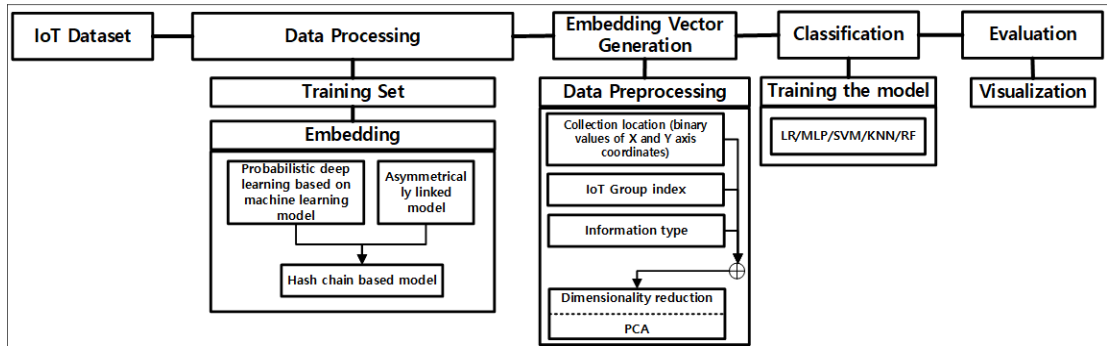 IoT Dataset
Data Processing
Embedding Vector
Generation
Classification
Evaluation
Training Set
Embedding
Probabilistic deep
learning based on
machine learning
model
Asymmetrical
ly linked
model
Hash chain based model
Data Preprocessing
Collection location (binary
values of X and Y axis
coordinates)
IoT Group index
Information type
Dimensionality reduction
PCA
Training the model
LR/MLP/SVM/KNN/RF
Visualization